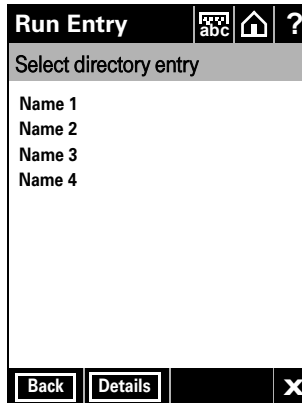 Run Entry abc ?
Select directory entry
Name 1
Name 2
Name 3
Name 4
Back Details x